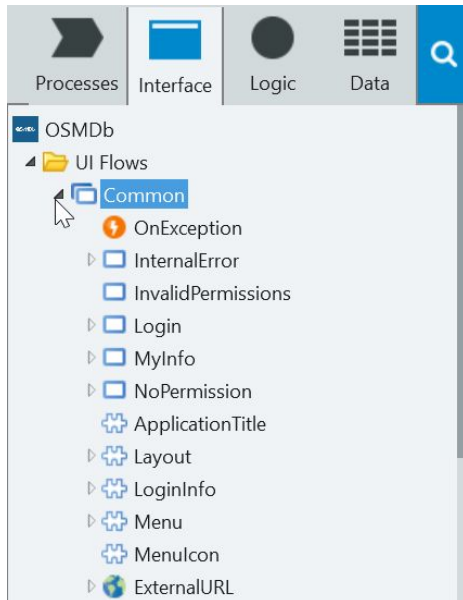 Processes
Interface
Logic
Data
OSMDb
UI Flows
Common
OnException
InternalError
InvalidPermissions
Login
MyInfo
NoPermission
ApplicationTitle
Layout
LoginInfo
Menu
MenuIcon
ExternalURL